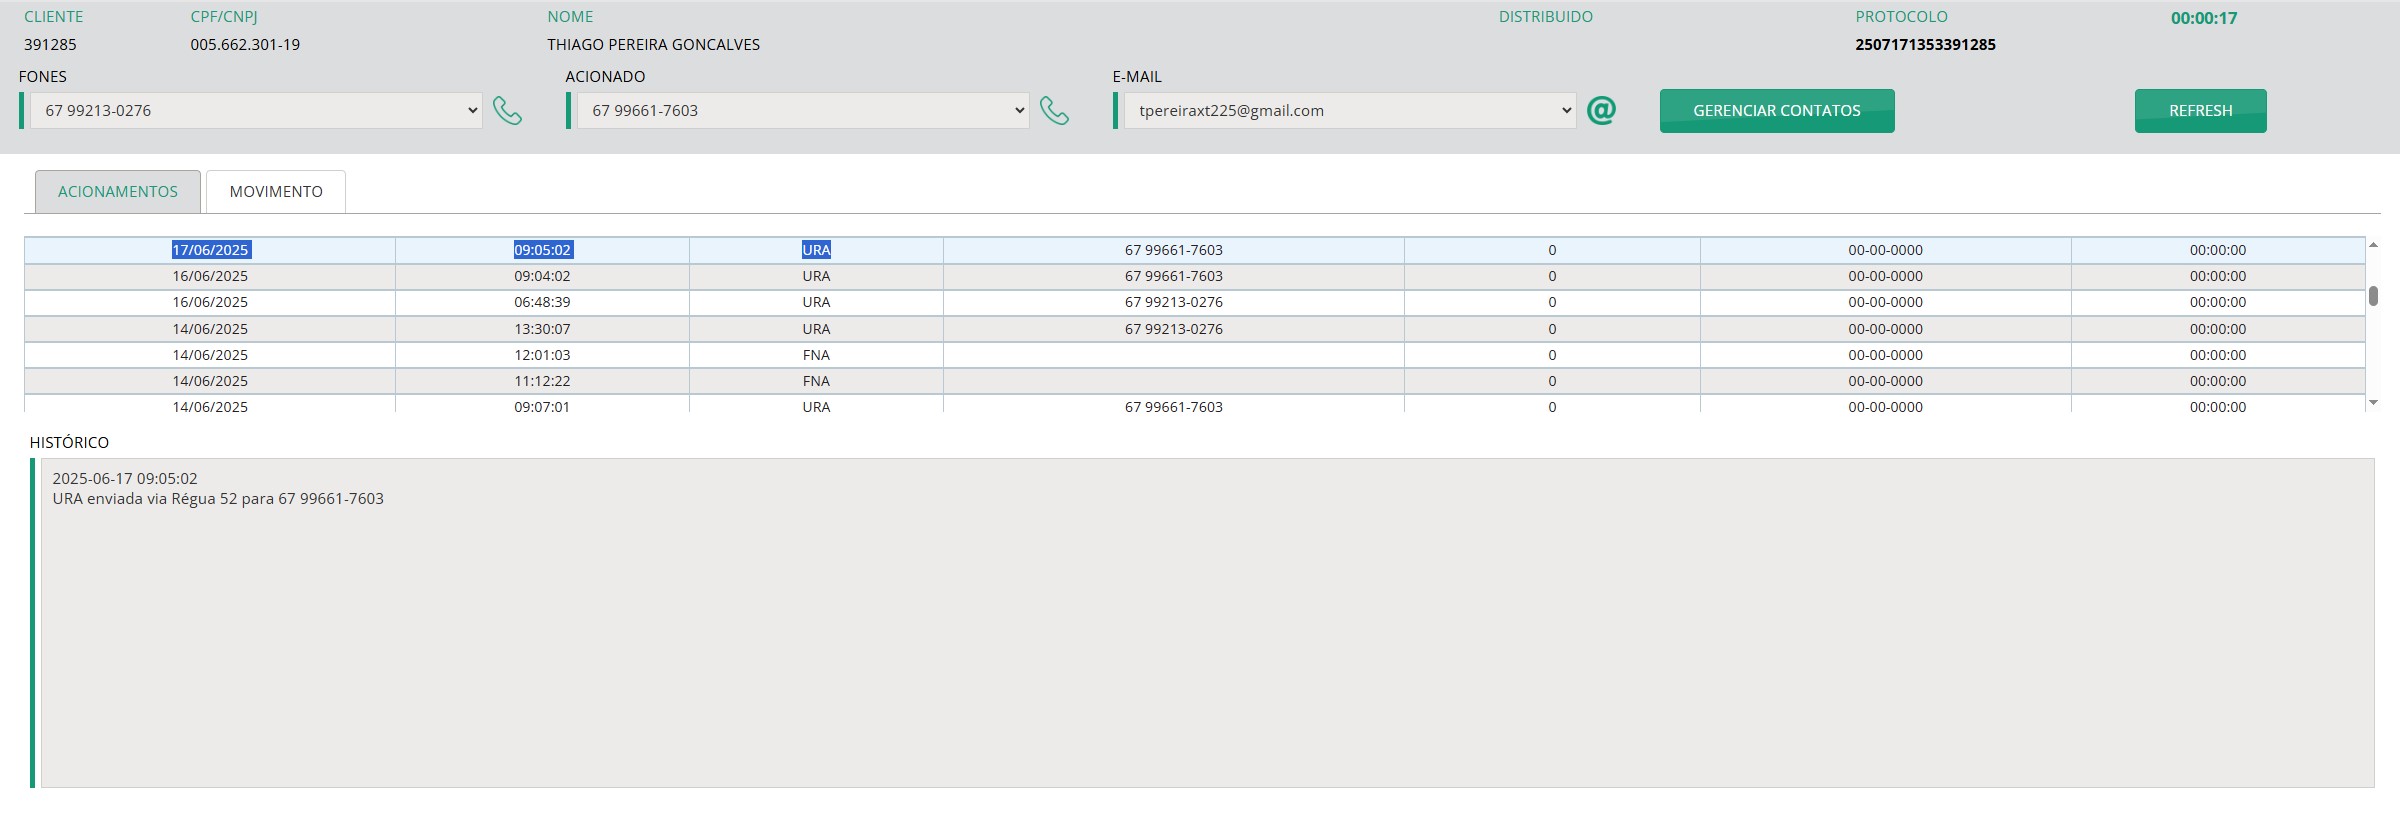 CLIENTE CPF/CNPJ NOME DISTRIBUIDO PROTOCOLO 00:00:17
391285 005.662.301-19 THIAGO PEREIRA GONCALVES 2507171353391285
FONES ACIONADO E-MAIL
67 99213-0276 67 99661-7603 tpereiraxt225@gmail.com @ GERENCIAR CONTATOS REFRESH
ACIONAMENTOS MOVIMENTO
17/06/2025 09:05:02 URA 67 99661-7603 0 00-00-0000 00:00:00
16/06/2025 09:04:02 URA 67 99661-7603 0 00-00-0000 00:00:00
16/06/2025 06:48:39 URA 67 99213-0276 0 00-00-0000 00:00:00
14/06/2025 13:30:07 URA 67 99213-0276 0 00-00-0000 00:00:00
14/06/2025 12:01:03 FNA 0 00-00-0000 00:00:00
14/06/2025 11:12:22 FNA 0 00-00-0000 00:00:00
14/06/2025 09:07:01 URA 67 99661-7603 0 00-00-0000 00:00:00
HISTÓRICO
2025-06-17 09:05:02
URA enviada via Régua 52 para 67 99661-7603